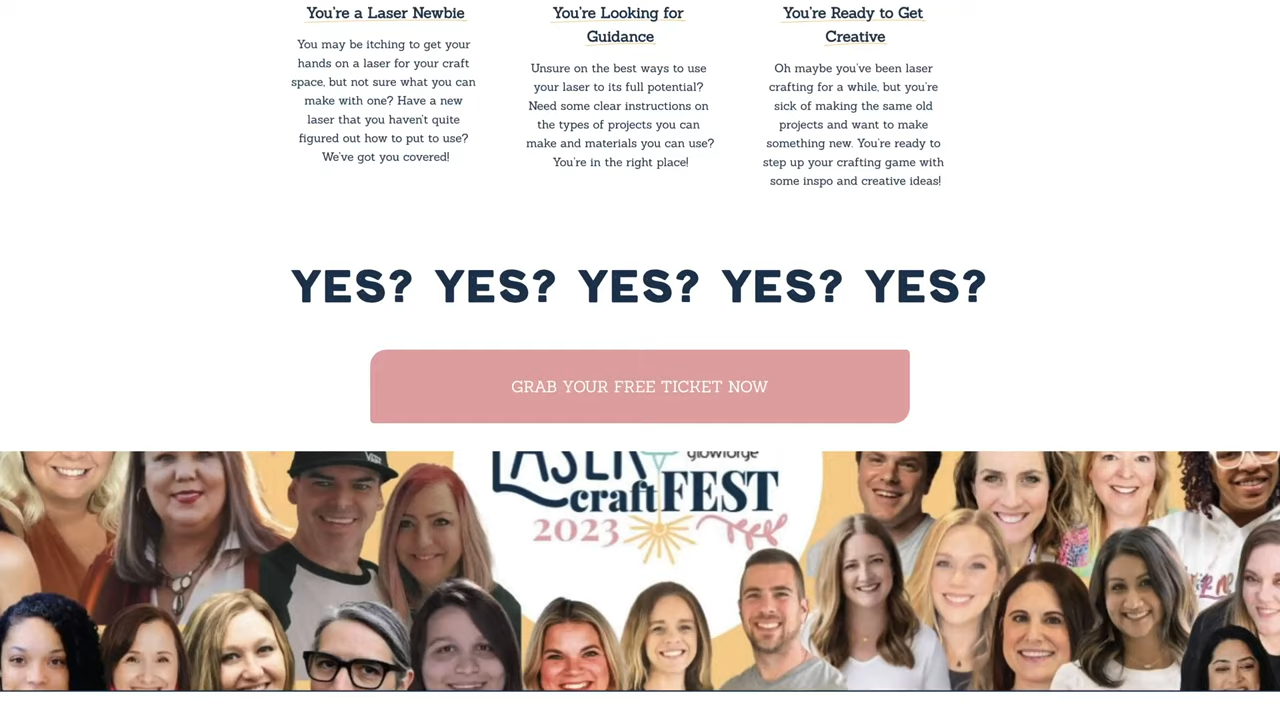 You're a Laser Newbie
You may be itching to get your
hands on a laser for your craft
space, but not sure what you can
make with one? Have a new
laser that you haven't quite
figured out how to put to use?
We've got you covered!
You're Looking for
Guidance
Unsure on the best ways to use
your laser to its full potential?
Need some clear instructions on
the types of projects you can
make and materials you can use?
You're in the right place!
You're Ready to Get
Creative
Oh maybe you've been laser
crafting for a while, but you're
sick of making the same old
projects and want to make
something new. You're ready to
step up your crafting game with
some inspo and creative ideas!
YES? YES? YES? YES? YES?
GRAB YOUR FREE TICKET NOW
glowforge
LASER
craftFEST
2023